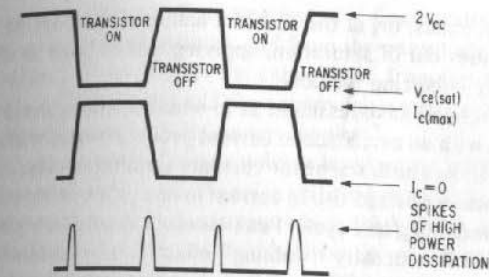 TRANSISTOR
ON
TRANSISTOR
ON
2 Vcc
TRANSISTOR
OFF
TRANSISTOR
OFF
Vce(sat)
Ic(max)
Ic=0
SPIKES
OF HIGH
POWER
DISSIPATION